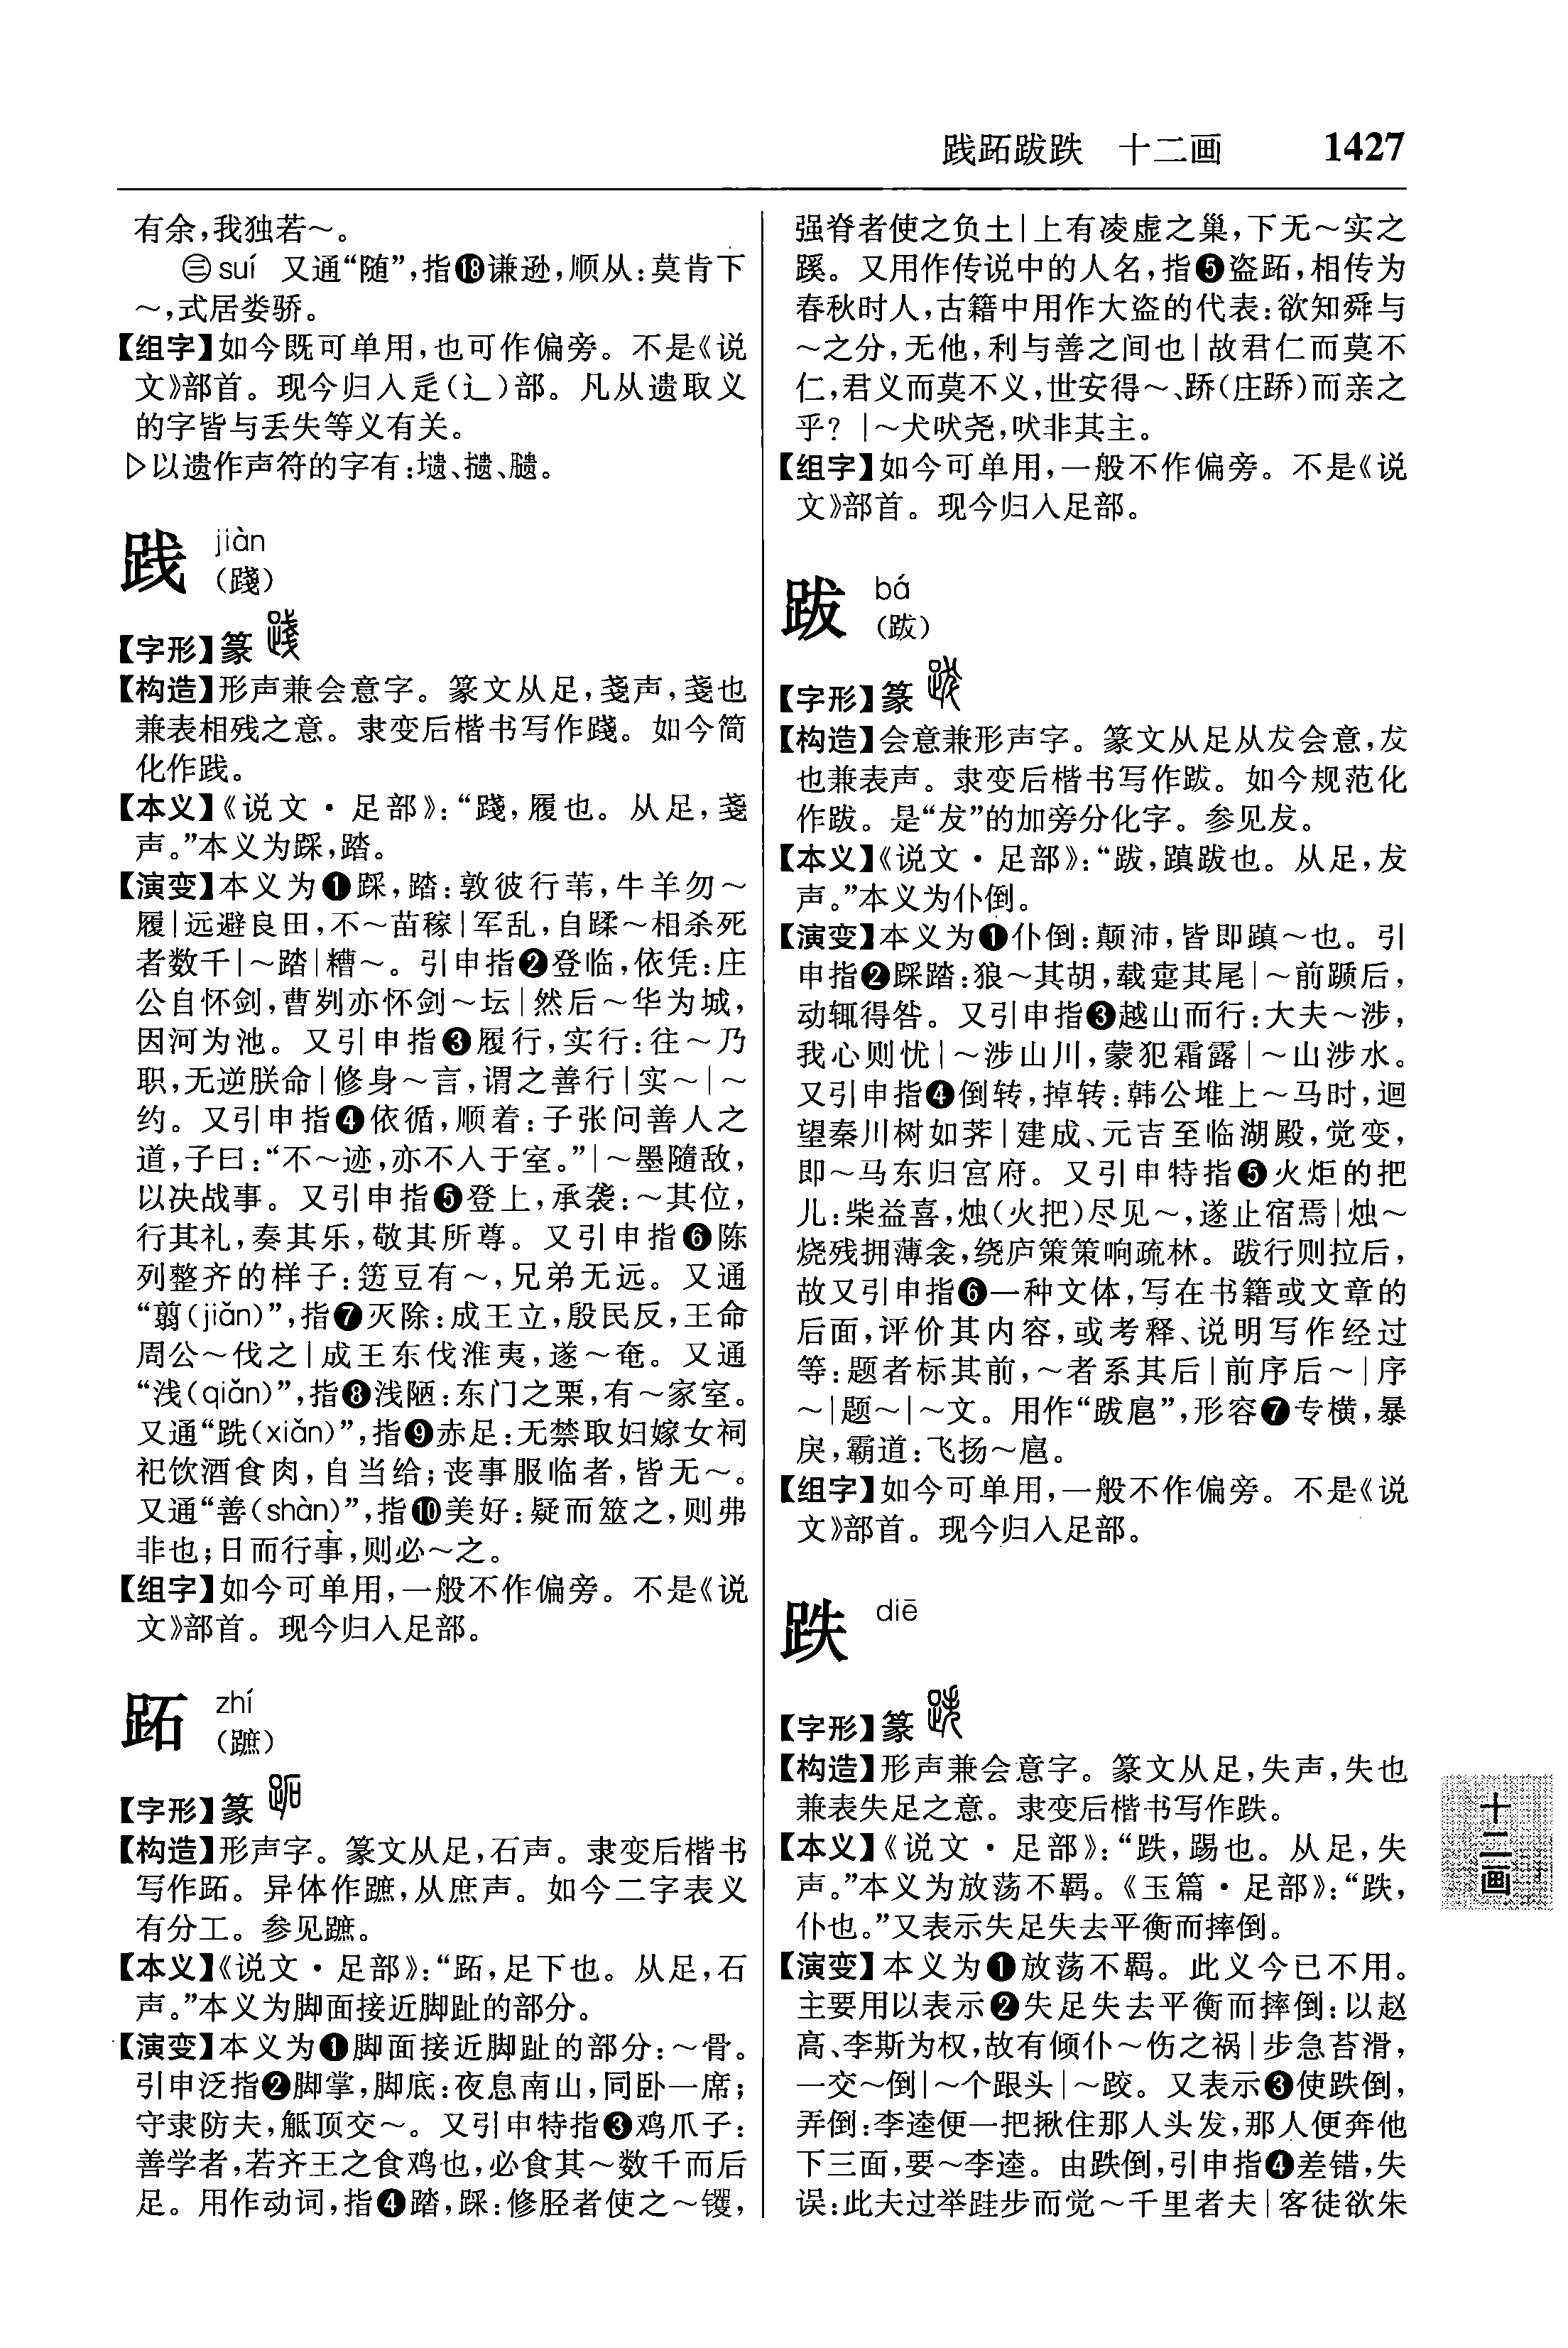 践跖跋跌　十二画　1427
有余，我独若～。
㊂suí 又通“随”，指⓲谦逊，顺从：莫肯下
～，式居娄骄。
【组字】如今既可单用，也可作偏旁。不是《说
文》部首。现今归入辵(辶)部。凡从遗取义
的字皆与丢失等义有关。
▷以遗作声符的字有：壝、撎、䠿。
践 jiàn
（踐）
【字形】篆
【构造】形声兼会意字。篆文从足，戔声，戔也
兼表相残之意。隶变后楷书写作踐。如今简
化作践。
【本义】《说文·足部》：“踐，履也。从足，戔
声。”本义为踩，踏。
【演变】本义为❶踩，踏：敦彼行苇，牛羊勿～
履|远避良田，不～苗稼|军乱，自蹂～相杀死
者数千|～踏|糟～。引申指❷登临，依凭：庄
公自怀剑，曹刿亦怀剑～坛|然后～华为城，
因河为池。又引申指❸履行，实行：往～乃
职，无逆朕命|修身～言，谓之善行|实～|～
约。又引申指❹依循，顺着：子张问善人之
道，子曰：“不～迹，亦不入于室。”|～墨随敌，
以决战事。又引申指❺登上，承袭：～其位，
行其礼，奏其乐，敬其所尊。又引申指❻陈
列整齐的样子：笾豆有～，兄弟无远。又通
“翦(jiǎn)”，指❼灭除：成王立，殷民反，王命
周公～伐之|成王东伐淮夷，遂～奄。又通
“浅(qiǎn)”，指❽浅陋：东门之栗，有～家室。
又通“跣(xiǎn)”，指❾赤足：无禁取妇嫁女祠
祀饮酒食肉，自当给；丧事服临者，皆无～。
又通“善(shàn)”，指❿美好：疑而筮之，则弗
非也；日而行事，则必～之。
【组字】如今可单用，一般不作偏旁。不是《说
文》部首。现今归入足部。
跖 zhí
（蹠）
【字形】篆
【构造】形声字。篆文从足，石声。隶变后楷书
写作跖。异体作蹠，从庶声。如今二字表义
有分工。参见蹠。
【本义】《说文·足部》：“跖，足下也。从足，石
声。”本义为脚面接近脚趾的部分。
【演变】本义为❶脚面接近脚趾的部分：～骨。
引申泛指❷脚掌，脚底：夜息南山，同卧一席；
守隶防夫，觝顶交～。又引申特指❸鸡爪子：
善学者，若齐王之食鸡也，必食其～数千而后
足。用作动词，指❹踏，踩：修胫者使之～䦆，
强脊者使之负土|上有凌虚之巢，下无～实之
蹊。又用作传说中的人名，指❺盗跖，相传为
春秋时人，古籍中用作大盗的代表：欲知舜与
～之分，无他，利与善之间也|故君仁而莫不
仁，君义而莫不义，世安得～、𫏋(庄𫏋)而亲之
乎？|～犬吠尧，吠非其主。
【组字】如今可单用，一般不作偏旁。不是《说
文》部首。现今归入足部。
跋 bá
（跋）
【字形】篆
【构造】会意兼形声字。篆文从足从犮会意，犮
也兼表声。隶变后楷书写作跋。如今规范化
作跋。是“犮”的加旁分化字。参见犮。
【本义】《说文·足部》：“跋，蹎跋也。从足，犮
声。”本义为仆倒。
【演变】本义为❶仆倒：颠沛，皆即蹎～也。引
申指❷踩踏：狼～其胡，载疐其尾|～前踬后，
动辄得咎。又引申指❸越山而行：大夫～涉，
我心则忧|～涉山川，蒙犯霜露|～山涉水。
又引申指❹倒转，掉转：韩公堆上～马时，迴
望秦川树如荠|建成、元吉至临湖殿，觉变，
即～马东归宫府。又引申特指❺火炬的把
儿：柴益喜，烛(火把)尽见～，遂止宿焉|烛～
烧残拥薄衾，绕庐策策响疏林。跋行则拉后，
故又引申指❻一种文体，写在书籍或文章的
后面，评价其内容，或考释、说明写作经过
等：题者标其前，～者系其后|前序后～|序
～|题～|～文。用作“跋扈”，形容❼专横，暴
戾，霸道：飞扬～扈。
【组字】如今可单用，一般不作偏旁。不是《说
文》部首。现今归入足部。
跌 diē
【字形】篆
【构造】形声兼会意字。篆文从足，失声，失也
兼表失足之意。隶变后楷书写作跌。
【本义】《说文·足部》：“跌，踼也。从足，失
声。”本义为放荡不羁。《玉篇·足部》：“跌，
仆也。”又表示失足失去平衡而摔倒。
【演变】本义为❶放荡不羁。此义今已不用。
主要用以表示❷失足失去平衡而摔倒：以赵
高、李斯为权，故有倾仆～伤之祸|步急苔滑，
一交～倒|～个跟头|～跤。又表示❸使跌倒，
弄倒：李逵便一把揪住那人头发，那人便奔他
下三面，要～李逵。由跌倒，引申指❹差错，失
误：此夫过举跬步而觉～千里者夫|客徒欲朱
十二画